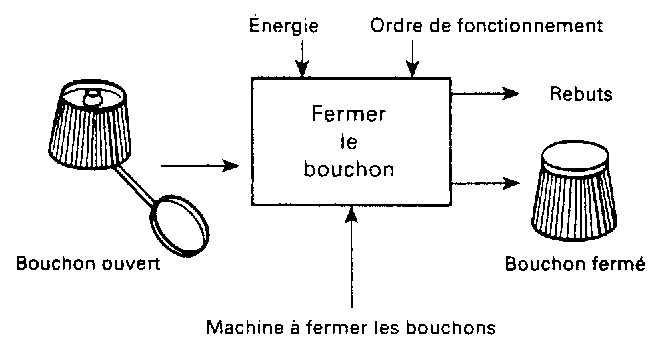 Énergie
Ordre de fonctionnement
Fermer
le
bouchon
Rebuts
Bouchon ouvert
Bouchon fermé
Machine à fermer les bouchons